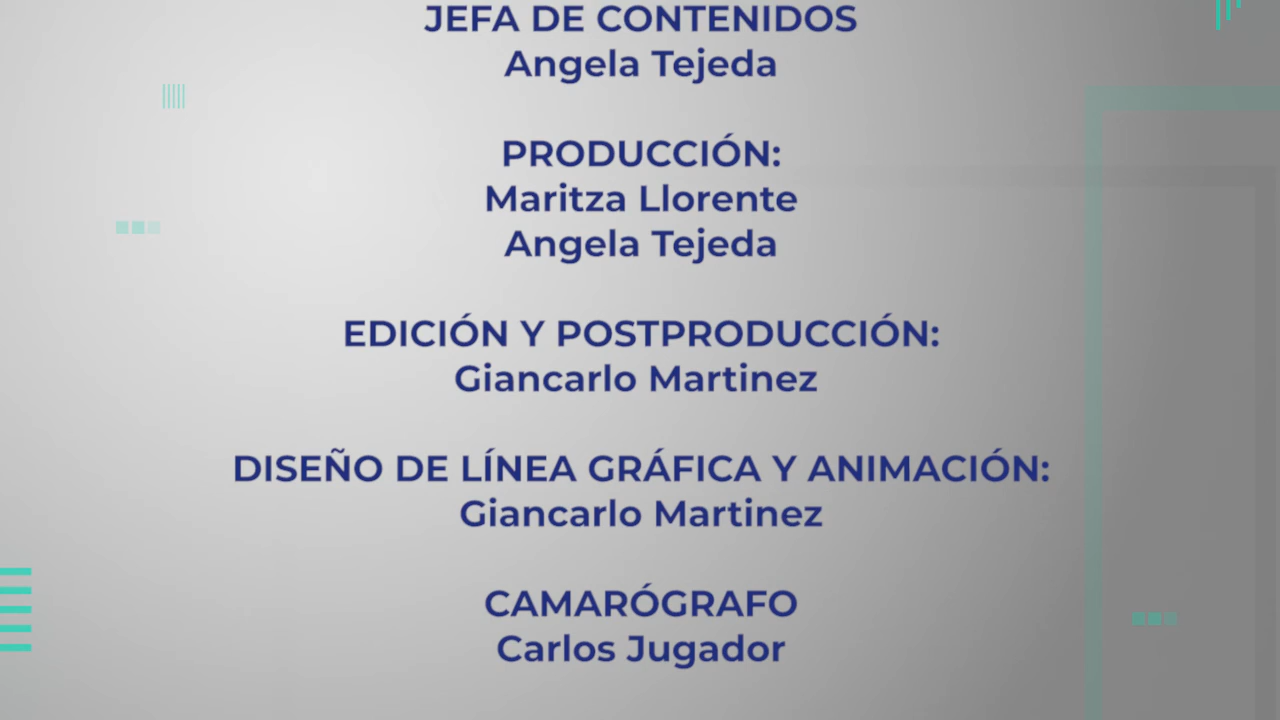 JEFA DE CONTENIDOS
Angela Tejeda
PRODUCCIÓN:
Maritza Llorente
Angela Tejeda
EDICIÓN Y POSTPRODUCCIÓN:
Giancarlo Martinez
DISEÑO DE LÍNEA GRÁFICA Y ANIMACIÓN:
Giancarlo Martinez
CAMARÓGRAFO
Carlos Jugador